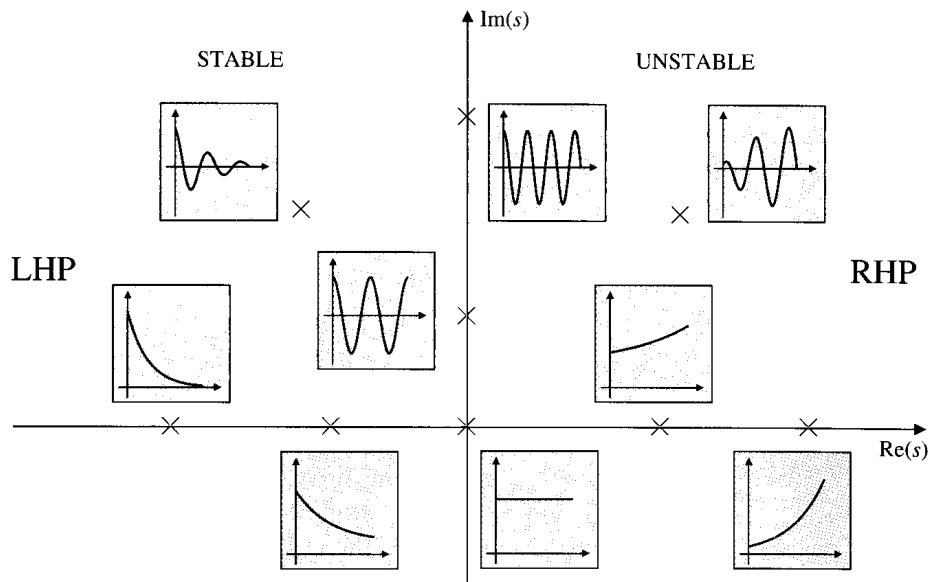 Im(s)
STABLE
UNSTABLE
LHP
RHP
Re(s)